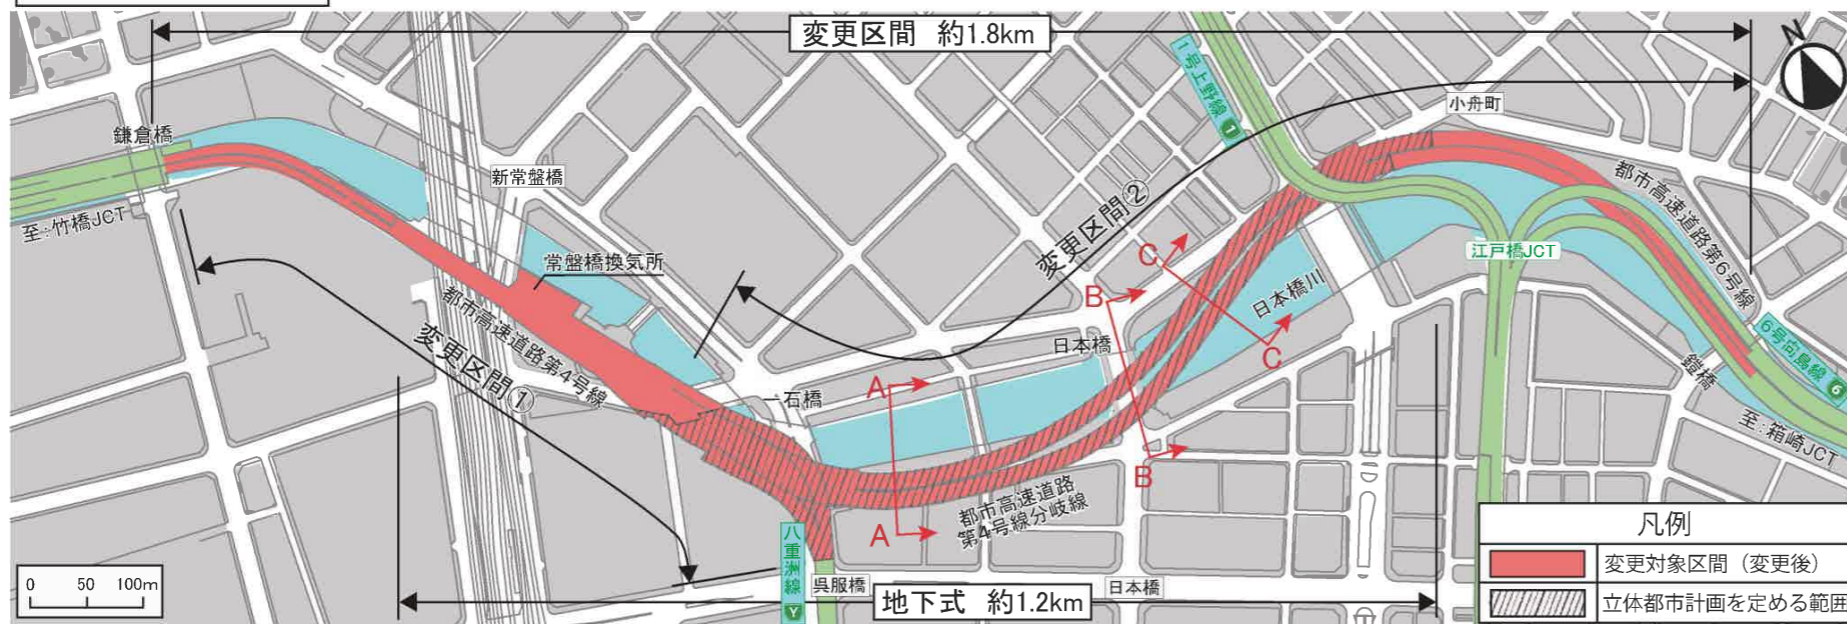 変更区間 約1.8km
N
1号上野線 1
小舟町
鎌倉橋
新常盤橋
至:竹橋JCT
常盤橋換気所
変更区間②
都市高速道路第6号線
江戸橋JCT
都市高速道路第4号線
変更区間①
C
B
日本橋川
C
日本橋
A
一石橋
6号向島線 6
鎧橋
至:箱崎JCT
B
A
都市高速道路
第4号線分岐線
八重洲線 Y
呉服橋
日本橋
地下式 約1.2km
0 50 100m
凡例
変更対象区間（変更後）
立体都市計画を定める範囲